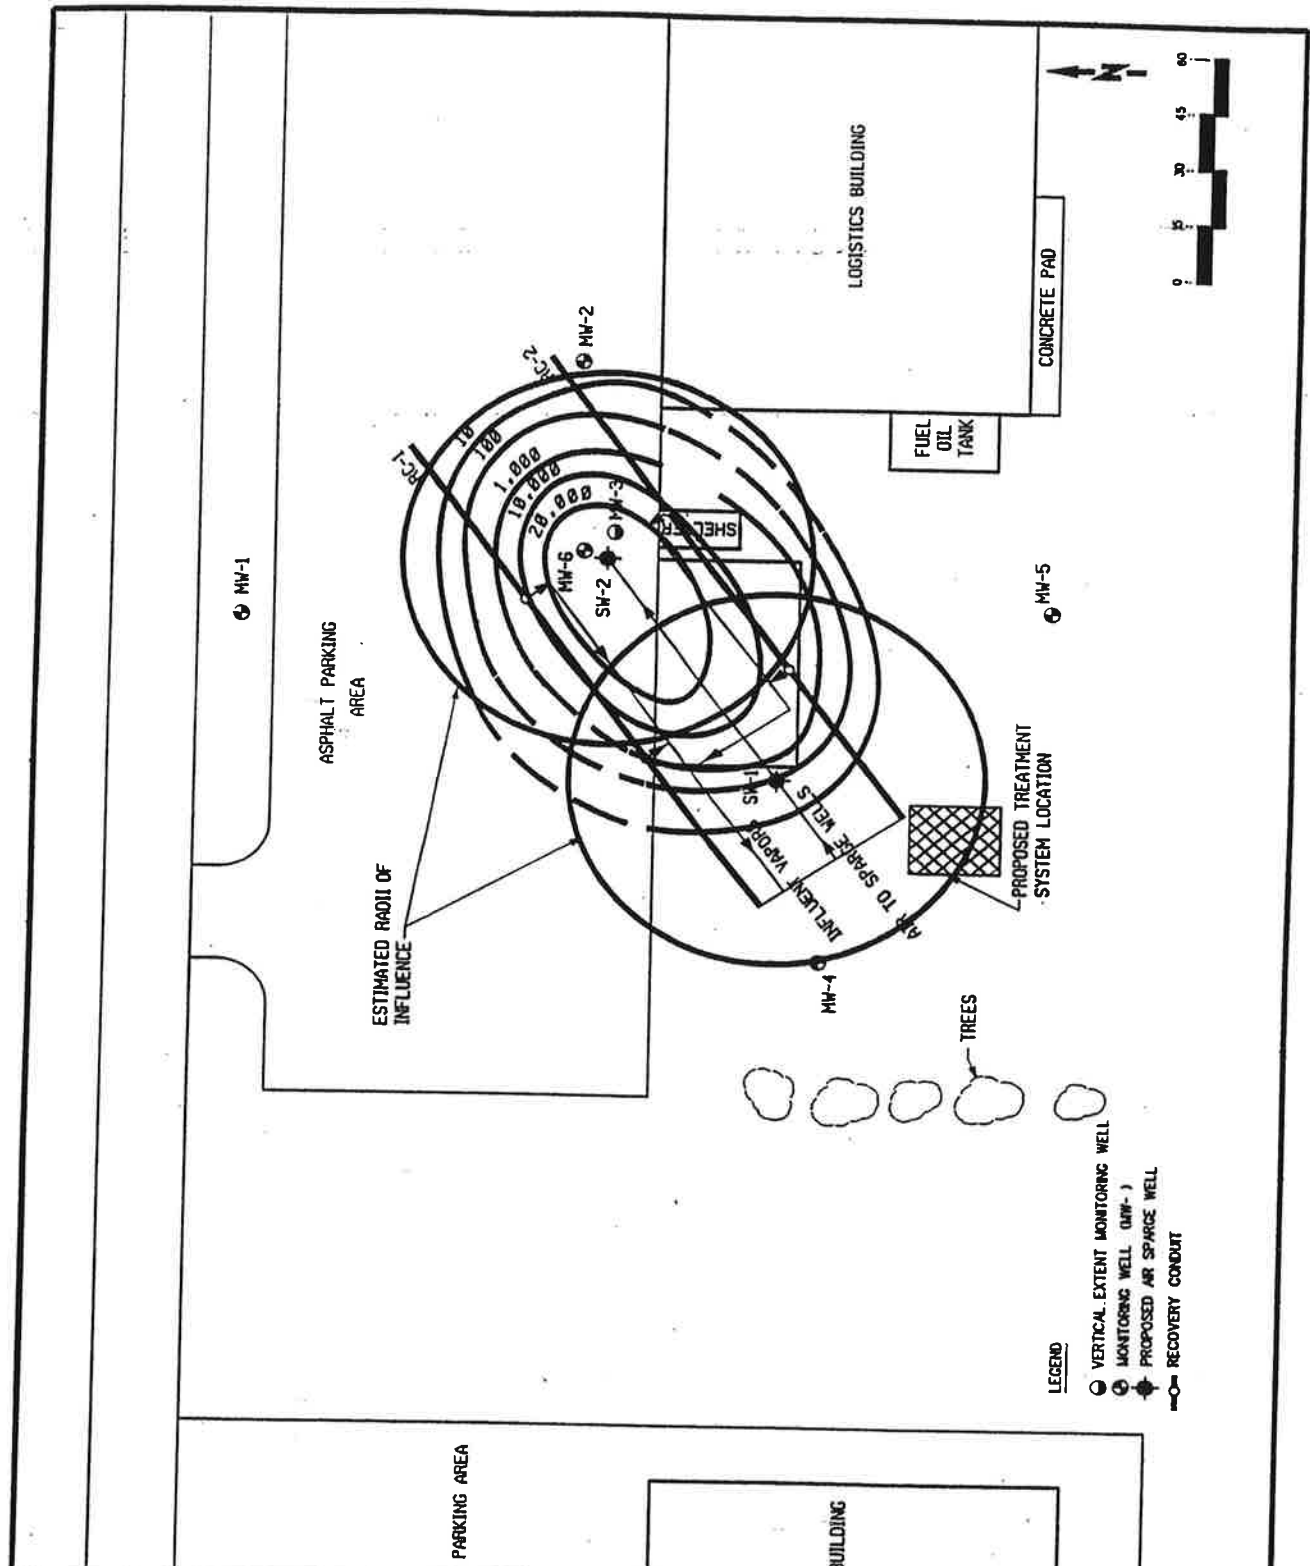 MW-1
ASPHALT PARKING
AREA
ESTIMATED RADII OF
INFLUENCE
RC-1
RC-2
MW-2
10
100
1,000
10,000
20,000
MW-3
MW-6
SW-2
SHELTER
SW-1
INFLUENT VAPORS
AIR TO SPARGE WELLS
MW-4
LOGISTICS BUILDING
FUEL
OIL
TANK
CONCRETE PAD
MW-5
PROPOSED TREATMENT
SYSTEM LOCATION
TREES
N
0
15
30
45
60
LEGEND
VERTICAL EXTENT MONITORING WELL
MONITORING WELL (MW- )
PROPOSED AIR SPARGE WELL
RECOVERY CONDUIT
PARKING AREA
BUILDING